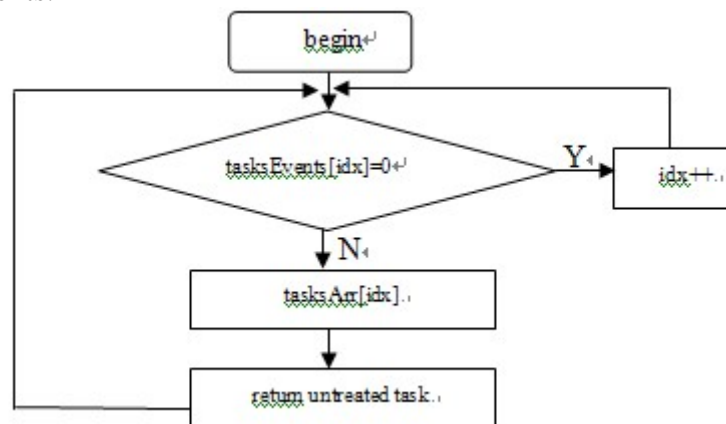 begin
tasksEvents[idx]=0
Y
idx++
N
tasksArr[idx]
return untreated task